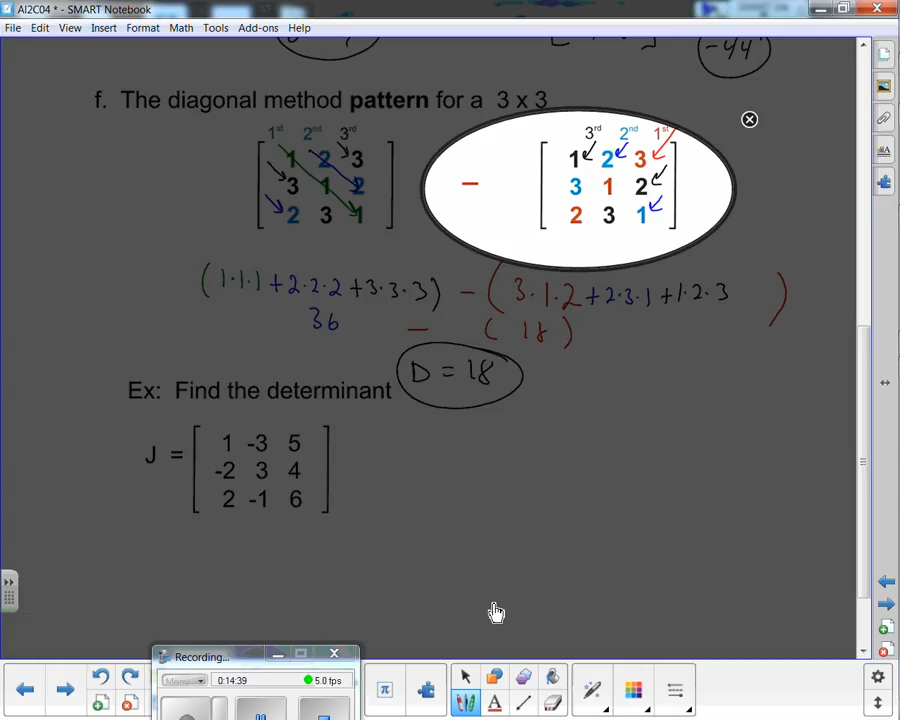 AI2C04 * - SMART Notebook
File Edit View Insert Format Math Tools Add-ons Help
-44
f. The diagonal method pattern for a 3 x 3
1st 2nd 3rd
1 2 3
3 1 2
2 3 1
-
3rd 2nd 1st
1 2 3
3 1 2
2 3 1
(1·1·1 +2·2·2 +3·3·3) - (3·1·2 +2·3·1 +1·2·3)
36 - (18)
D = 18
Ex: Find the determinant
J = [ 1 -3 5
-2 3 4
2 -1 6 ]
Recording...
Menu
0:14:39 5.0 fps
π
A